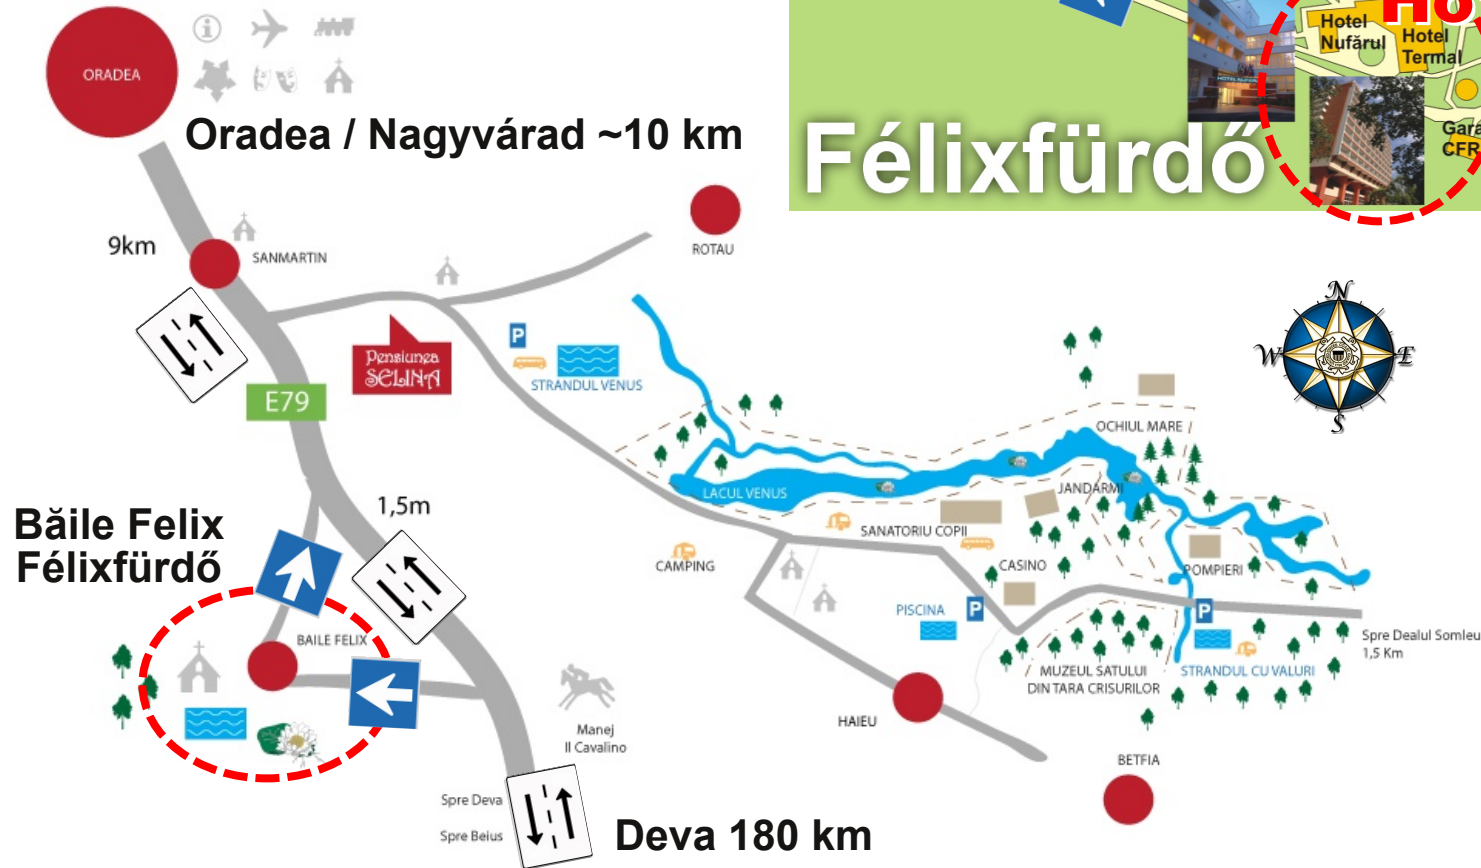 ORADEA
Oradea / Nagyvárad ~10 km
Hotel
Nufărul
Hotel
Termal
CFR
Félixfürdő
9km
SANMARTIN
ROTAU
N
W
E
S
Pensiunea
SELINA
E79
P
STRANDUL VENUS
OCHIUL MARE
LACUL VENUS
JANDARMI
1,5m
SANATORIU COPII
Băile Felix
Félixfürdő
CAMPING
CASINO
POMPIERI
PISCINA
P
P
BAILE FELIX
Spre Dealul Somleu
1,5 Km
MUZEUL SATULUI
DIN TARA CRISURILOR
STRANDUL CU VALURI
HAIEU
Manej
Il Cavalino
BETFIA
Spre Deva
Spre Beius
Deva 180 km